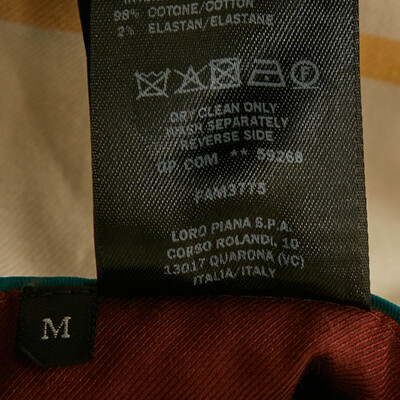 98% COTONE/COTTON
2% ELASTAN/ELASTANE
DRY CLEAN ONLY
WASH SEPARATELY
REVERSE SIDE
OP.COM ** 59268
FAM3775
LORO PIANA S.P.A.
CORSO ROLANDI, 10
13017 QUARONA (VC)
ITALIA/ITALY
M